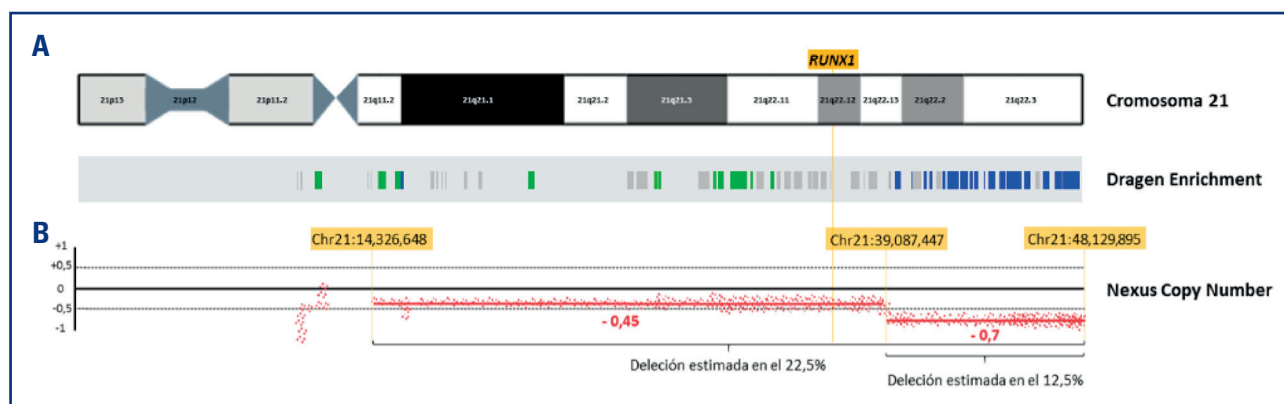 A
RUNX1
21p13 21p12 21p11.2 21q11.2 21q21.1 21q21.2 21q21.3 21q22.11 21q22.12 21q22.13 21q22.2 21q22.3
Cromosoma 21
Dragen Enrichment
B
Chr21:14,326,648 Chr21:39,087,447 Chr21:48,129,895
+1
+0,5
0
-0,5
-1
Nexus Copy Number
- 0,45
- 0,7
Deleción estimada en el 22,5%
Deleción estimada en el 12,5%